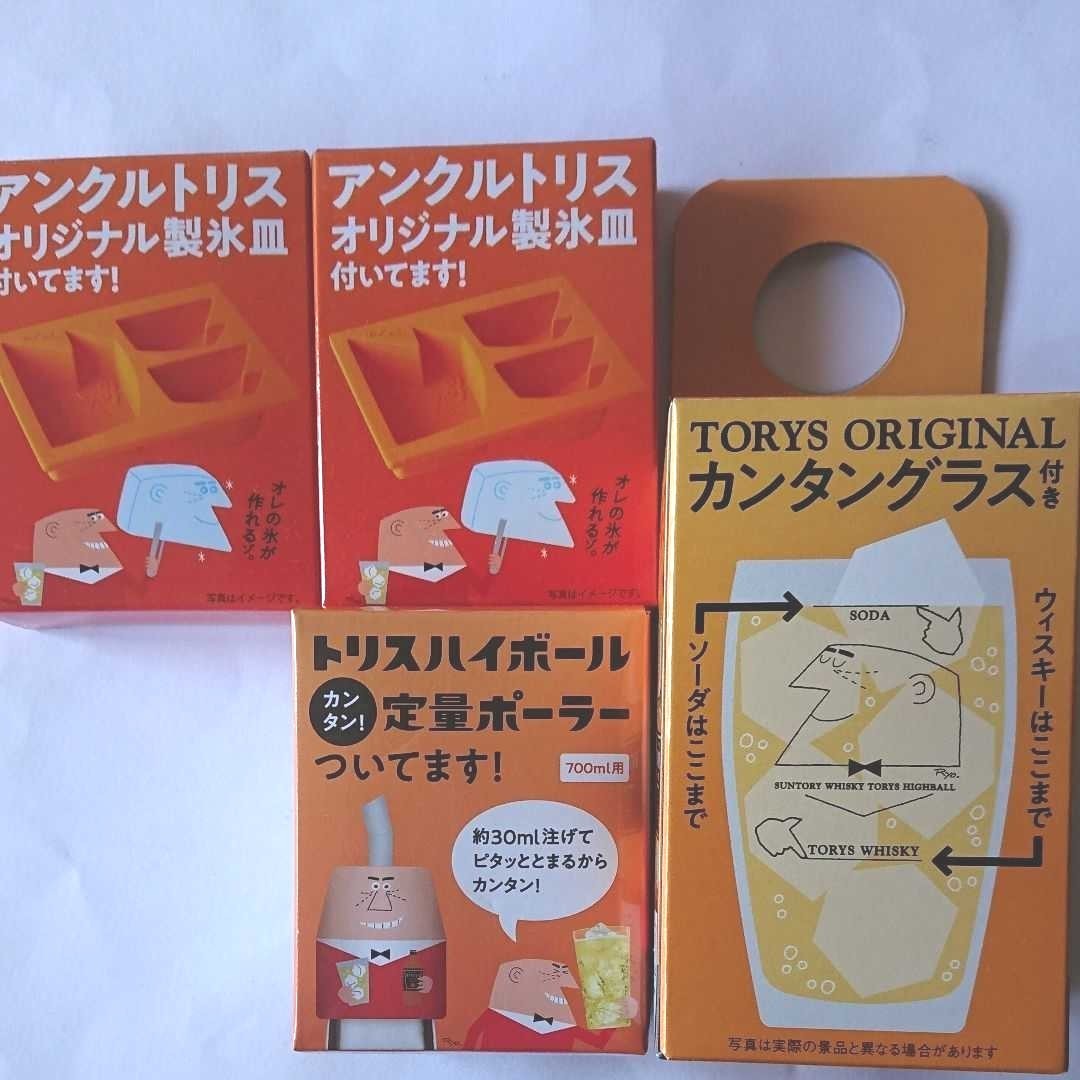 アンクルトリス
オリジナル製氷皿
付いてます!
オレの氷が
作れるゾ。
写真はイメージです。
アンクルトリス
オリジナル製氷皿
付いてます!
オレの氷が
作れるゾ。
写真はイメージです。
TORYS ORIGINAL
カンタングラス付き
SODA
ソーダはここまで
ウィスキーはここまで
Ryo.
SUNTORY WHISKY TORYS HIGHBALL
TORYS WHISKY
写真は実際の景品と異なる場合があります
トリスハイボール
カンタン!
定量ポーラー
ついてます!
700ml用
約30ml注げて
ピタッととまるから
カンタン!
Ryo.